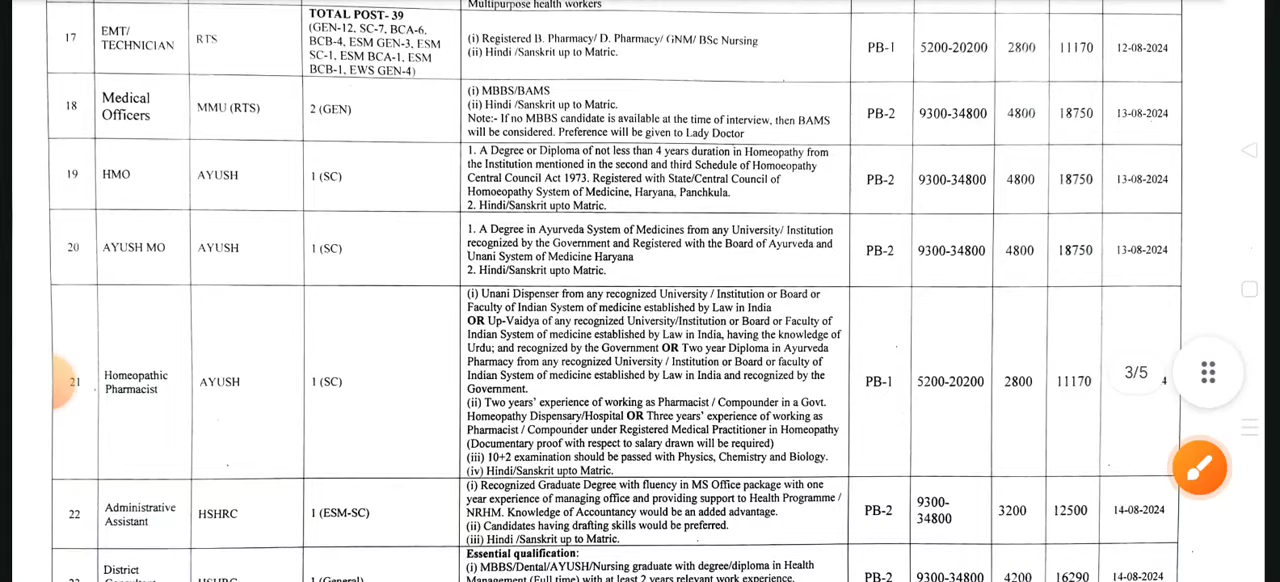 Multipurpose health workers
17
EMT/
TECHNICIAN
RTS
TOTAL POST- 39
(GEN-12, SC-7, BCA-6,
BCB-4, ESM GEN-3, ESM
SC-1, ESM BCA-1, ESM
BCB-1, EWS GEN-4)
(i) Registered B. Pharmacy/ D. Pharmacy/ GNM/ BSc Nursing
(ii) Hindi /Sanskrit up to Matric.
PB-1
5200-20200
2800
11170
12-08-2024
18
Medical
Officers
MMU (RTS)
2 (GEN)
(i) MBBS/BAMS
(ii) Hindi /Sanskrit up to Matric.
Note:- If no MBBS candidate is available at the time of interview, then BAMS
will be considered. Preference will be given to Lady Doctor
PB-2
9300-34800
4800
18750
13-08-2024
19
HMO
AYUSH
1 (SC)
1. A Degree or Diploma of not less than 4 years duration in Homeopathy from
the Institution mentioned in the second and third Schedule of Homoeopathy
Central Council Act 1973. Registered with State/Central Council of
Homoeopathy System of Medicine, Haryana, Panchkula.
2. Hindi/Sanskrit upto Matric.
PB-2
9300-34800
4800
18750
13-08-2024
20
AYUSH MO
AYUSH
1 (SC)
1. A Degree in Ayurveda System of Medicines from any University/ Institution
recognized by the Government and Registered with the Board of Ayurveda and
Unani System of Medicine Haryana
2. Hindi/Sanskrit upto Matric.
PB-2
9300-34800
4800
18750
13-08-2024
21
Homeopathic
Pharmacist
AYUSH
1 (SC)
(i) Unani Dispenser from any recognized University / Institution or Board or
Faculty of Indian System of medicine established by Law in India
OR Up-Vaidya of any recognized University/Institution or Board or Faculty of
Indian System of medicine established by Law in India, having the knowledge of
Urdu; and recognized by the Government OR Two year Diploma in Ayurveda
Pharmacy from any recognized University / Institution or Board or faculty of
Indian System of medicine established by Law in India and recognized by the
Government.
(ii) Two years' experience of working as Pharmacist / Compounder in a Govt.
Homeopathy Dispensary/Hospital OR Three years' experience of working as
Pharmacist / Compounder under Registered Medical Practitioner in Homeopathy
(Documentary proof with respect to salary drawn will be required)
(iii) 10+2 examination should be passed with Physics, Chemistry and Biology.
(iv) Hindi/Sanskrit upto Matric.
PB-1
5200-20200
2800
11170
3/5
4
22
Administrative
Assistant
HSHRC
1 (ESM-SC)
(i) Recognized Graduate Degree with fluency in MS Office package with one
year experience of managing office and providing support to Health Programme /
NRHM. Knowledge of Accountancy would be an added advantage.
(ii) Candidates having drafting skills would be preferred.
(iii) Hindi /Sanskrit up to Matric.
PB-2
9300-
34800
3200
12500
14-08-2024
District
1 (General)
Essential qualification:
(i) MBBS/Dental/AYUSH/Nursing graduate with degree/diploma in Health
Management (Full time) with at least 2 years relevant work experience.
PB-2
9300-34800
4200
16290
14-08-2024